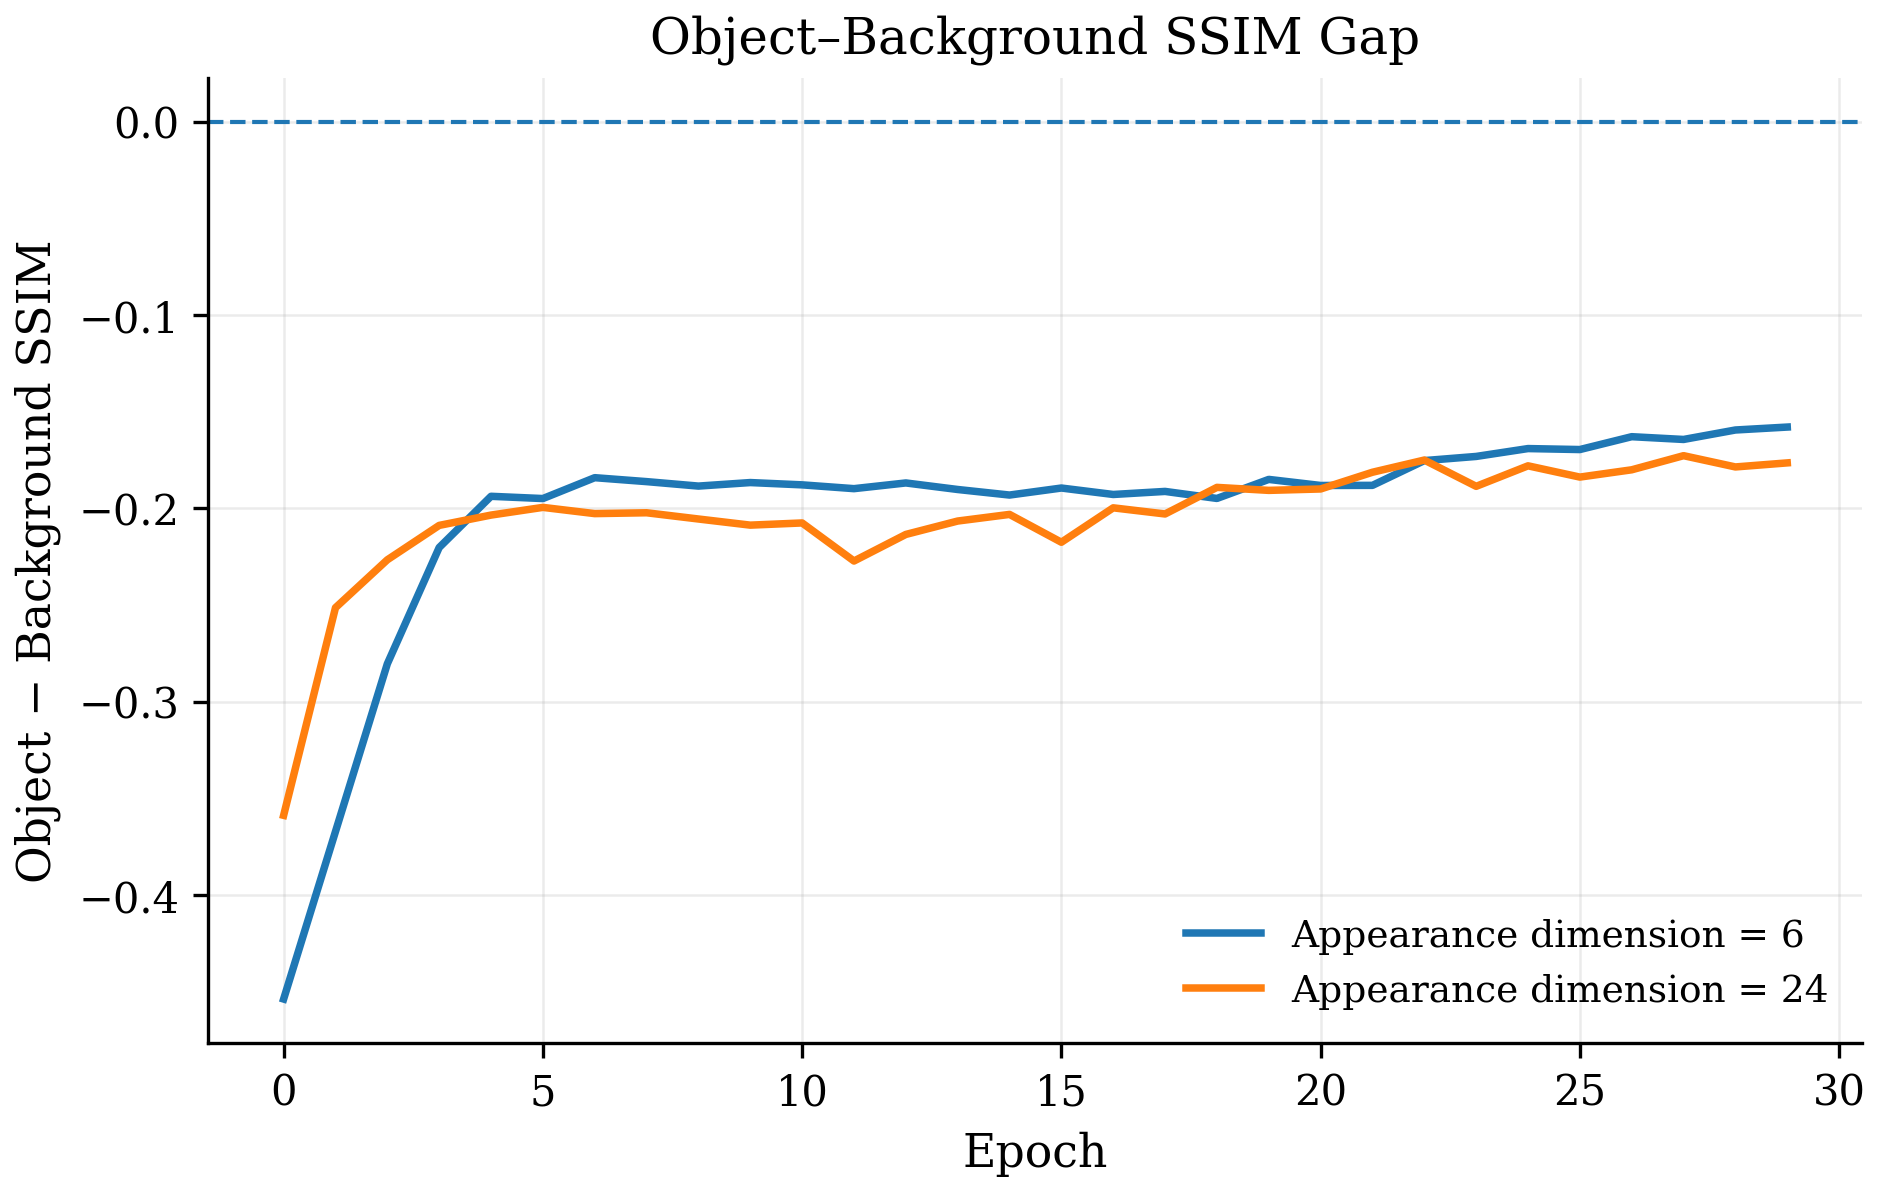 Object–Background SSIM Gap
Object − Background SSIM
0.0
−0.1
−0.2
−0.3
−0.4
Appearance dimension = 6
Appearance dimension = 24
0 5 10 15 20 25 30
Epoch